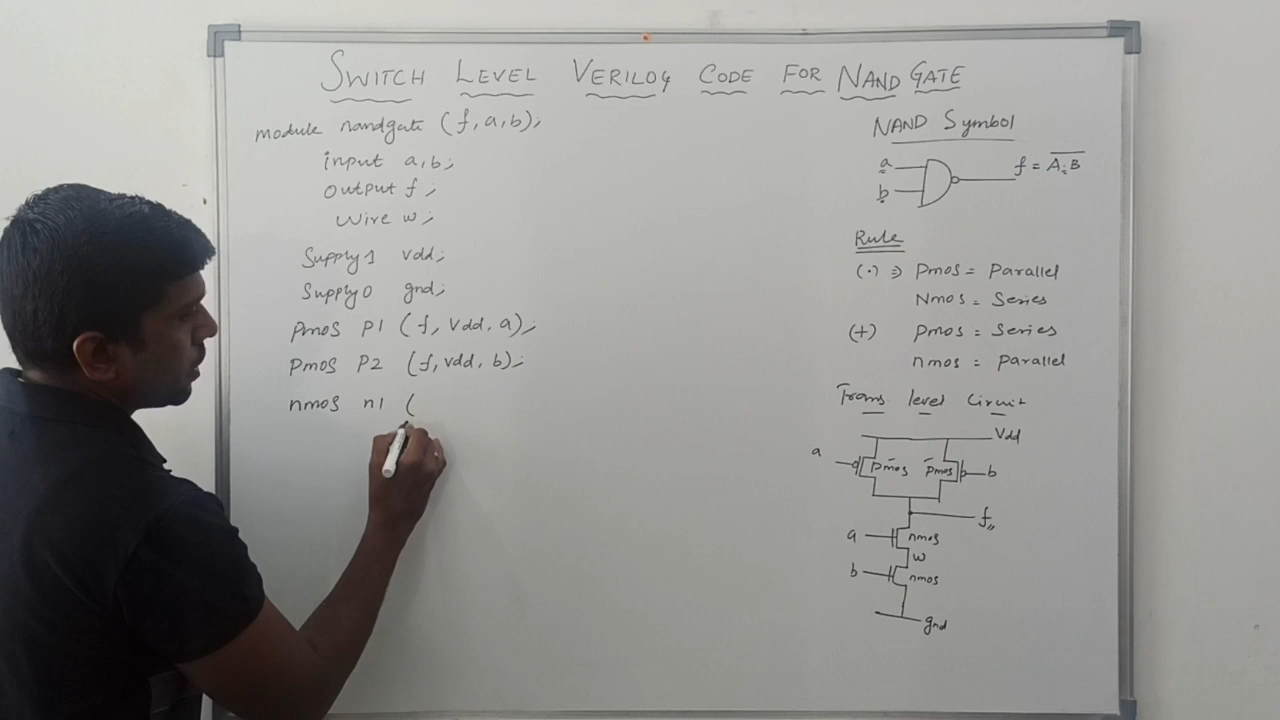 SWITCH LEVEL VERILOG CODE FOR NAND GATE
module nandgate (f, a, b);
input a, b;
output f;
wire w;
Supply1 vdd;
Supply0 gnd;
pmos P1 (f, vdd, a);
pmos P2 (f, vdd, b);
nmos n1 (
NAND Symbol
a
b
f = \overline{A.B}
Rule
(.) ⇒ Pmos = Parallel
Nmos = Series
(+) pmos = Series
nmos = Parallel
Trans level Circuit
Vdd
a pmos pmos b
f
a nmos
w
b nmos
gnd